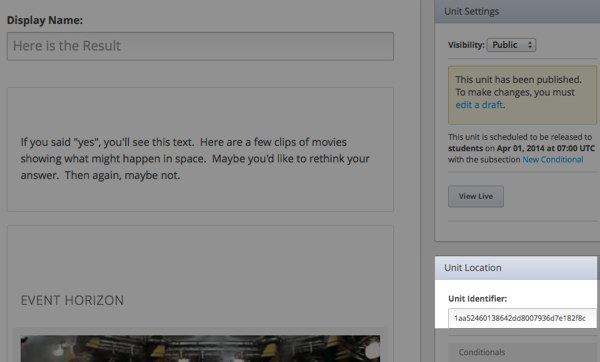 Display Name:
Here is the Result
If you said "yes", you'll see this text. Here are a few clips of movies
showing what might happen in space. Maybe you'd like to rethink your
answer. Then again, maybe not.
EVENT HORIZON
Unit Settings
Visibility: Public
This unit has been published.
To make changes, you must
edit a draft.
This unit is scheduled to be released to
students on Apr 01, 2014 at 07:00 UTC
with the subsection New Conditional
View Live
Unit Location
Unit Identifier:
1aa52460138642dd8007936d7e182f8c
Conditionals